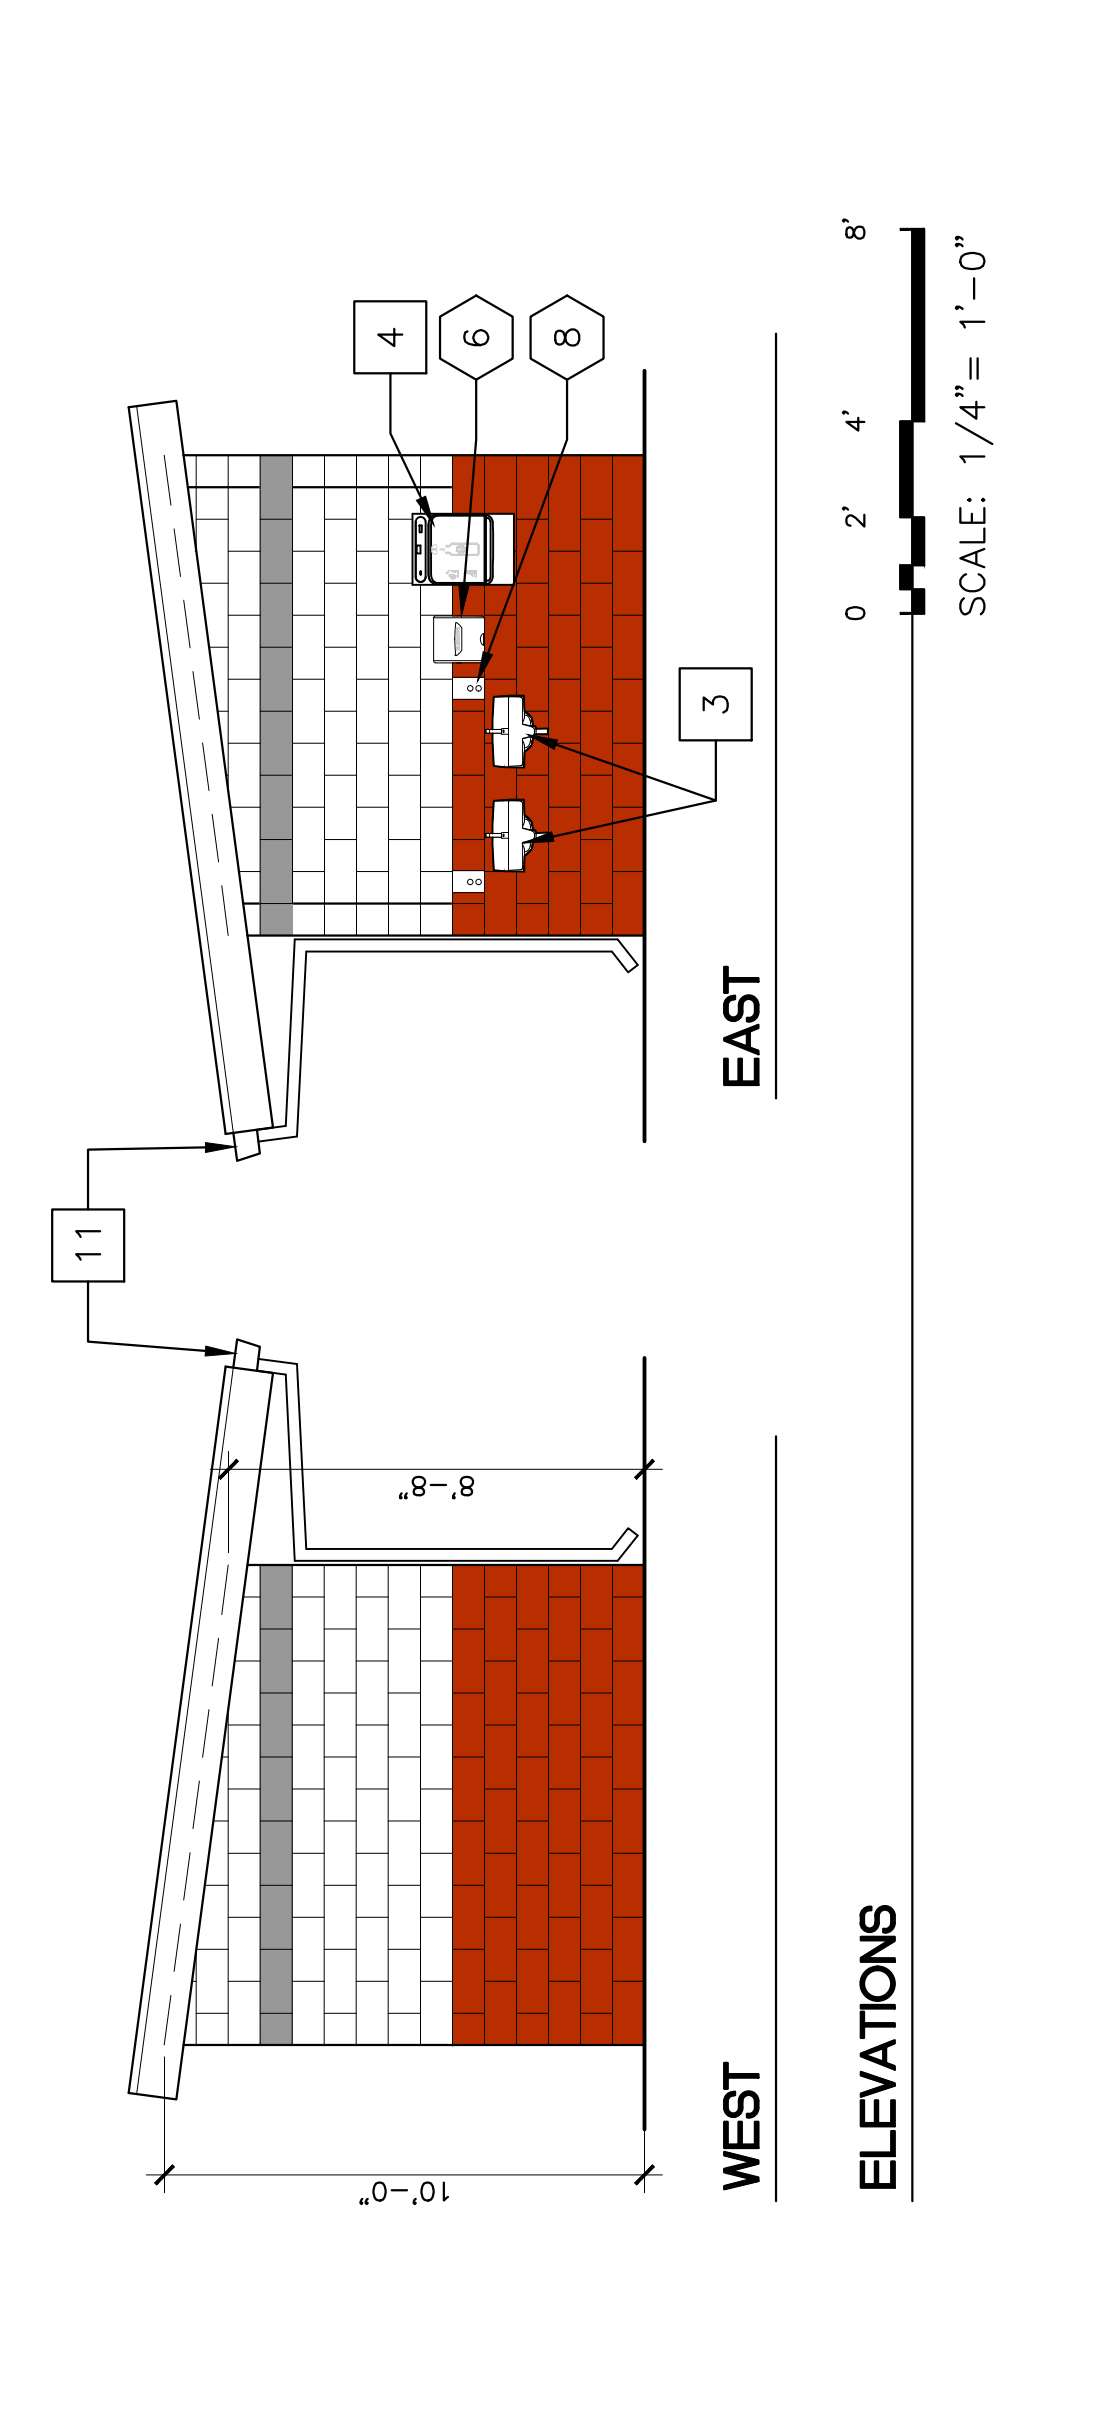 11
4
6
8
8'-8"
10'-0"
3
WEST
EAST
ELEVATIONS
0 2' 4' 8'
SCALE: 1/4"= 1'-0"